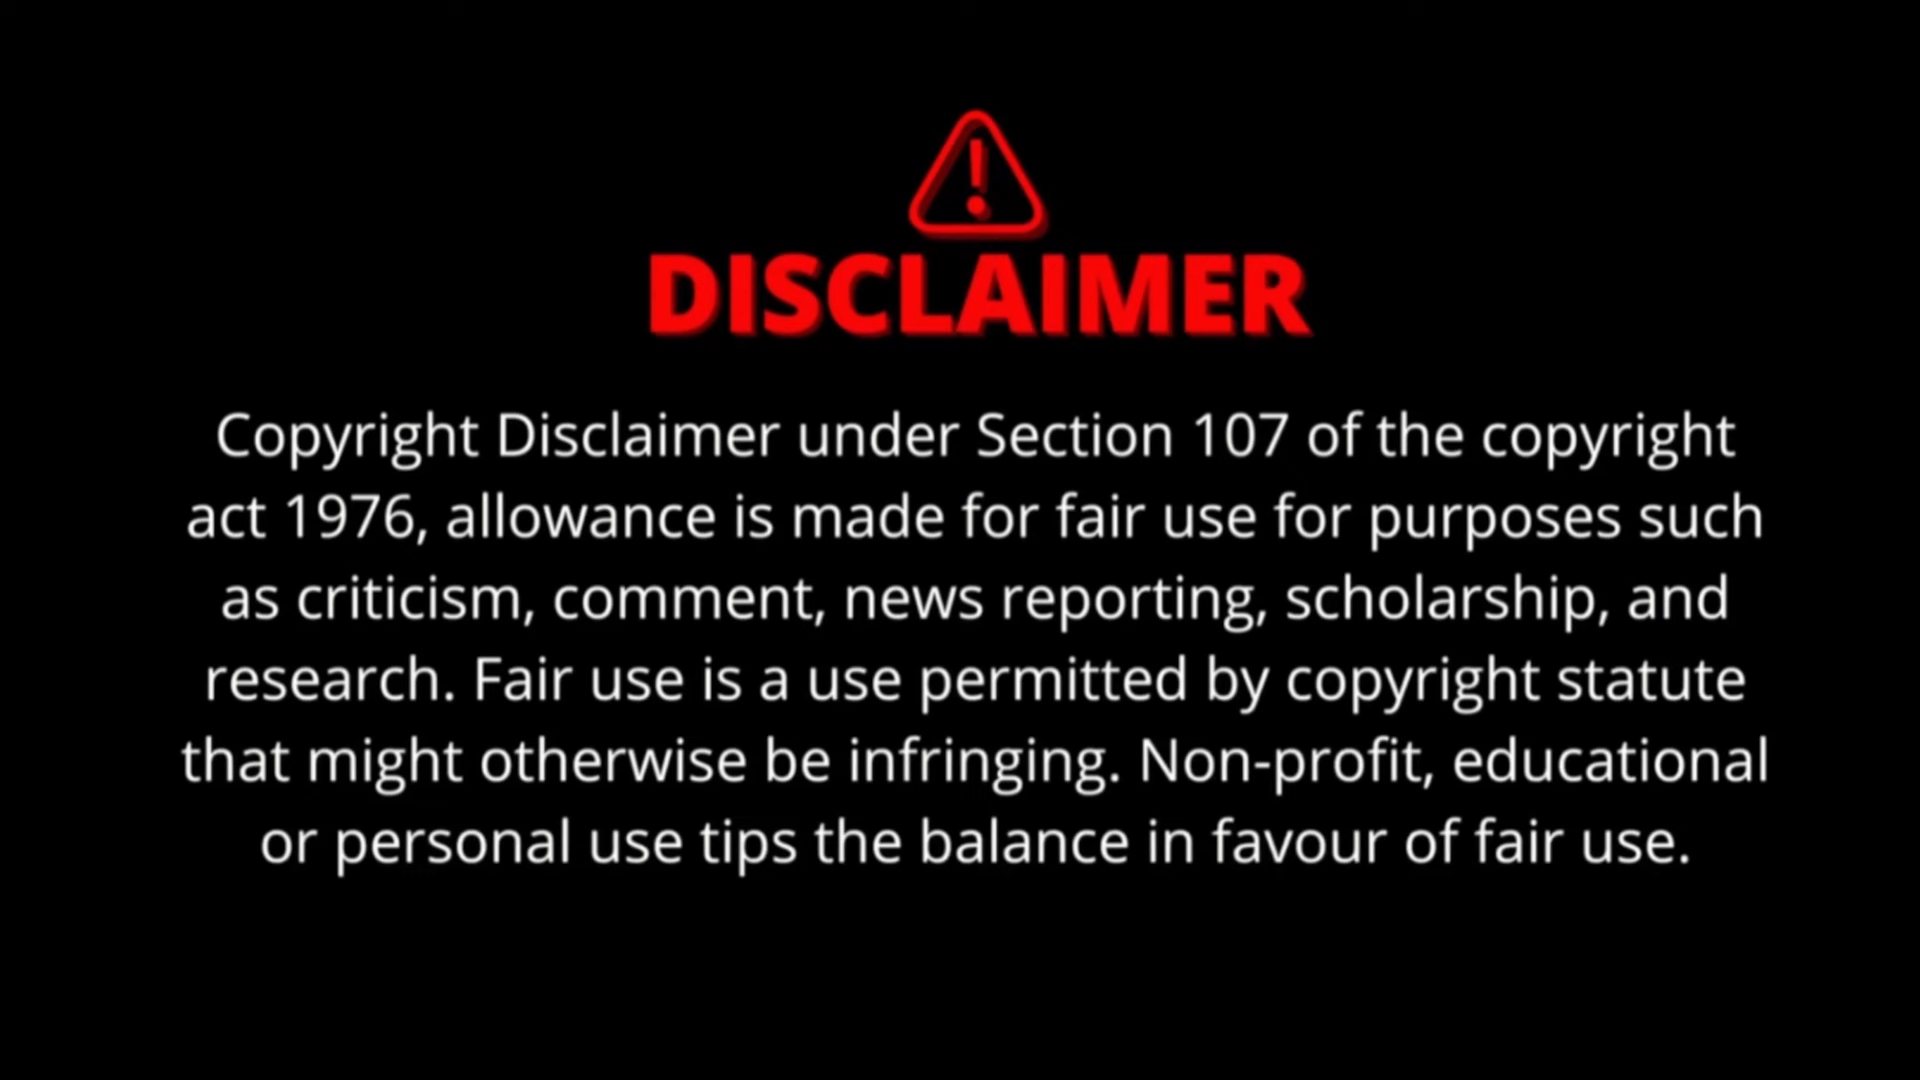 DISCLAIMER
Copyright Disclaimer under Section 107 of the copyright
act 1976, allowance is made for fair use for purposes such
as criticism, comment, news reporting, scholarship, and
research. Fair use is a use permitted by copyright statute
that might otherwise be infringing. Non-profit, educational
or personal use tips the balance in favour of fair use.